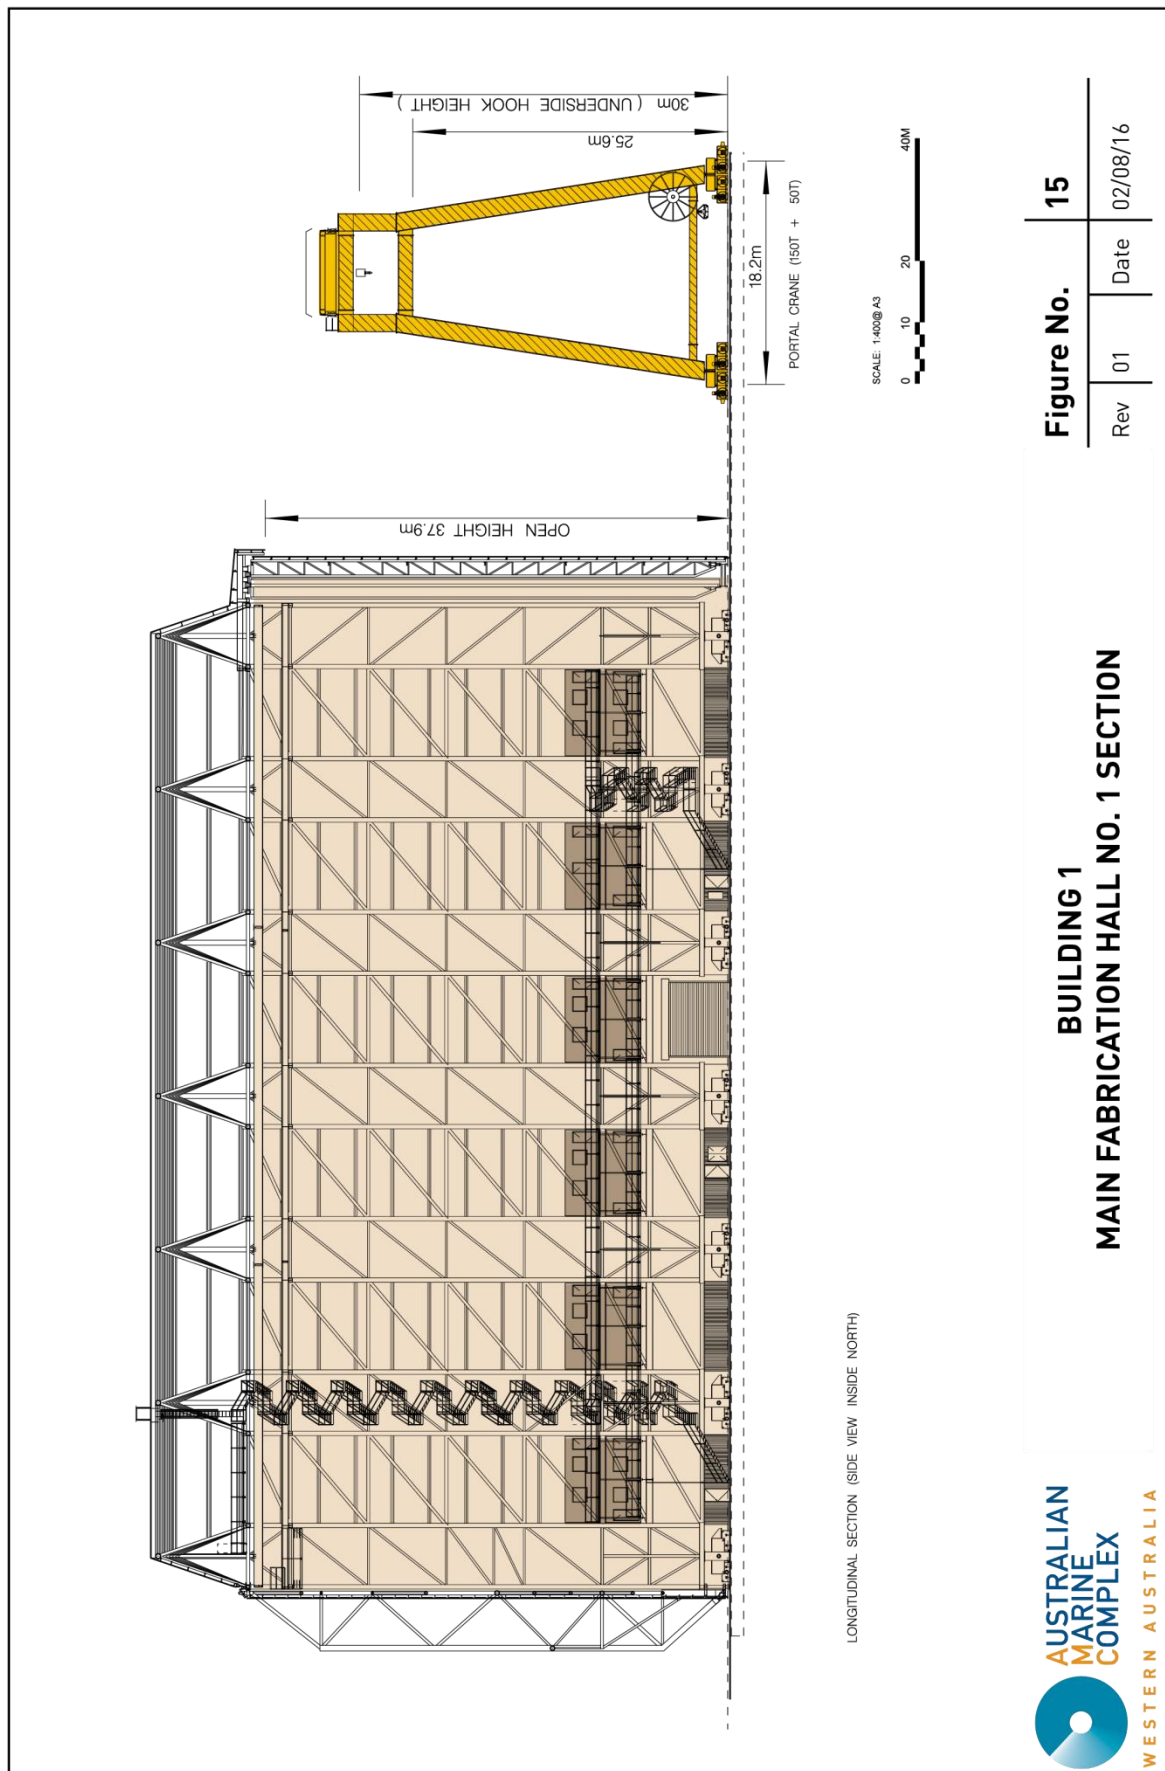 OPEN HEIGHT 37.9m
25.6m
30m ( UNDERSIDE HOOK HEIGHT )
18.2m
PORTAL CRANE (150T + 50T)
LONGITUDINAL SECTION (SIDE VIEW INSIDE NORTH)
SCALE: 1:400@ A3
0 10 20 40M
AUSTRALIAN
MARINE
COMPLEX
WESTERN AUSTRALIA
BUILDING 1
MAIN FABRICATION HALL NO. 1 SECTION
Figure No. 15
Rev 01 Date 02/08/16